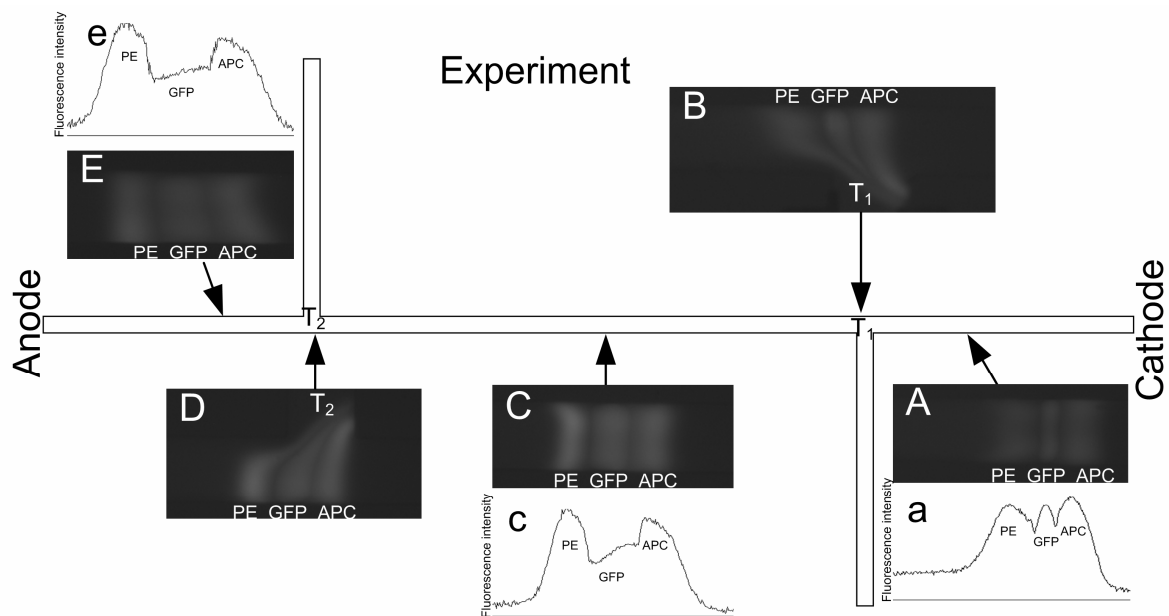 e
Fluorescence intensity
PE
GFP
APC
Experiment
B
PE GFP APC
T1
E
PE GFP APC
Anode
T2
T1
Cathode
D
T2
PE GFP APC
C
PE GFP APC
A
PE GFP APC
c
Fluorescence intensity
PE
GFP
APC
a
Fluorescence intensity
PE
GFP
APC